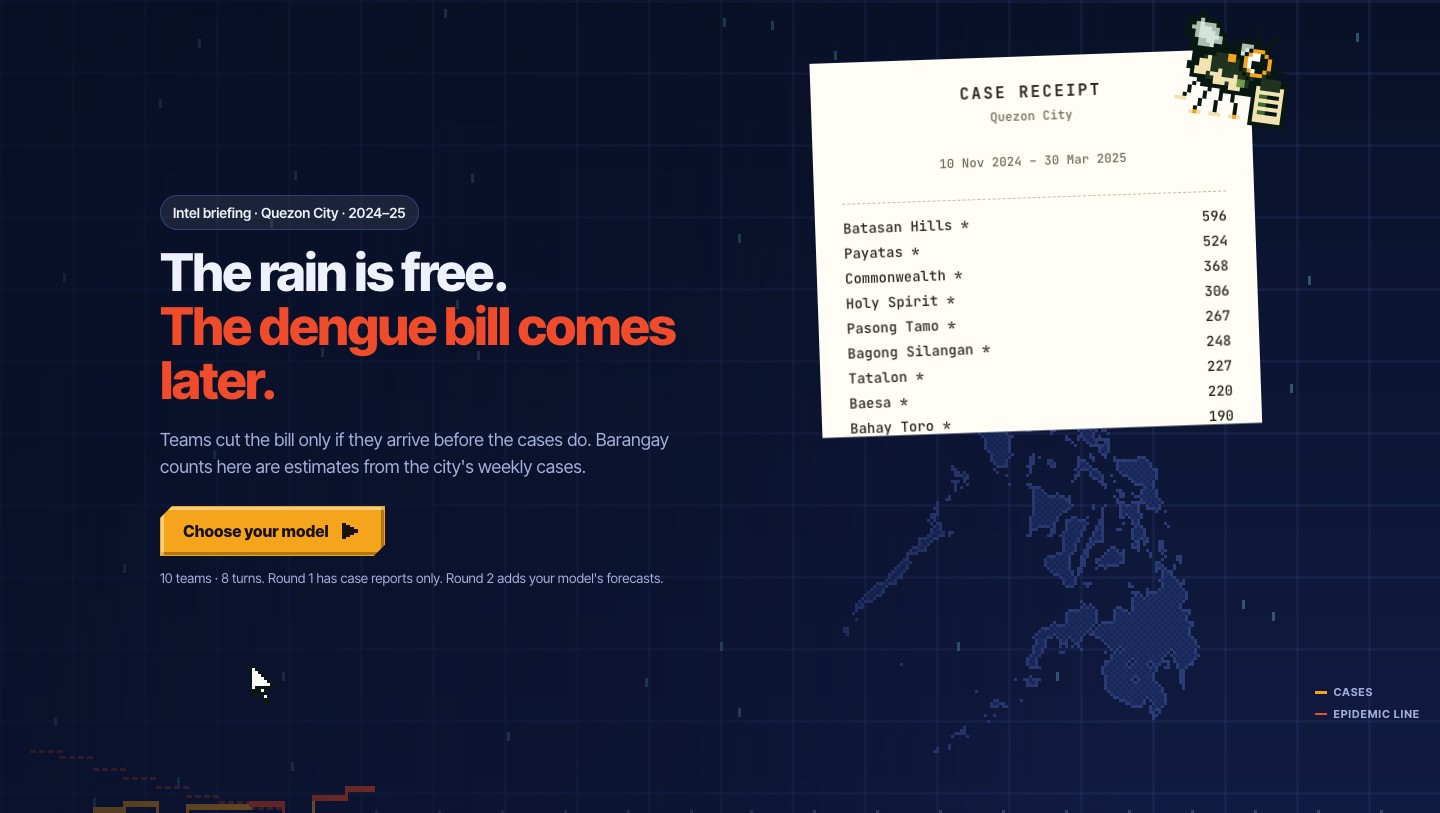 Intel briefing · Quezon City · 2024–25
The rain is free.
The dengue bill comes
later.
Teams cut the bill only if they arrive before the cases do. Barangay
counts here are estimates from the city's weekly cases.
Choose your model
10 teams · 8 turns. Round 1 has case reports only. Round 2 adds your model's forecasts.
CASE RECEIPT
Quezon City
10 Nov 2024 – 30 Mar 2025
Batasan Hills * 596
Payatas * 524
Commonwealth * 368
Holy Spirit * 306
Pasong Tamo * 267
Bagong Silangan * 248
Tatalon * 227
Baesa * 220
Bahay Toro * 190
CASES
EPIDEMIC LINE